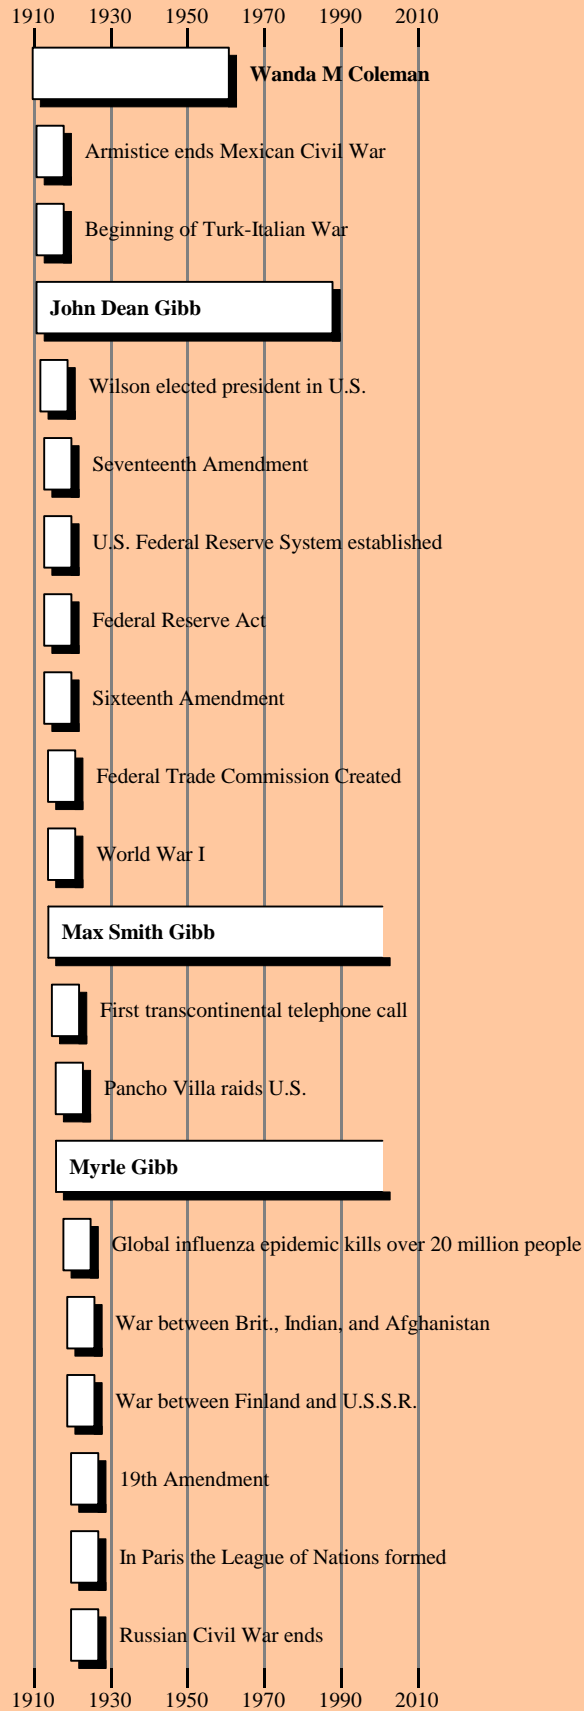 1910 1930 1950 1970 1990 2010
Wanda M Coleman
Armistice ends Mexican Civil War
Beginning of Turk-Italian War
John Dean Gibb
Wilson elected president in U.S.
Seventeenth Amendment
U.S. Federal Reserve System established
Federal Reserve Act
Sixteenth Amendment
Federal Trade Commission Created
World War I
Max Smith Gibb
First transcontinental telephone call
Pancho Villa raids U.S.
Myrle Gibb
Global influenza epidemic kills over 20 million people
War between Brit., Indian, and Afghanistan
War between Finland and U.S.S.R.
19th Amendment
In Paris the League of Nations formed
Russian Civil War ends
1910 1930 1950 1970 1990 2010